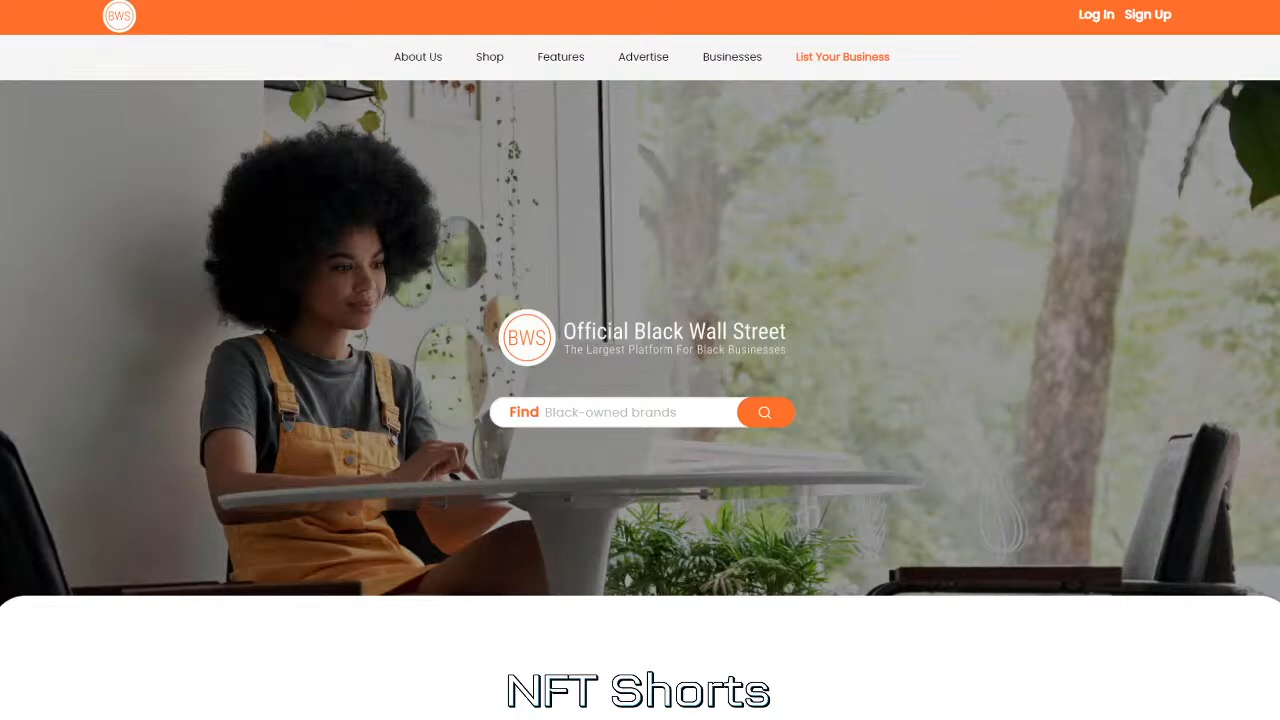 BWS
Log In Sign Up
About Us Shop Features Advertise Businesses List Your Business
BWS
Official Black Wall Street
The Largest Platform For Black Businesses
Find Black-owned brands
NFT Shorts